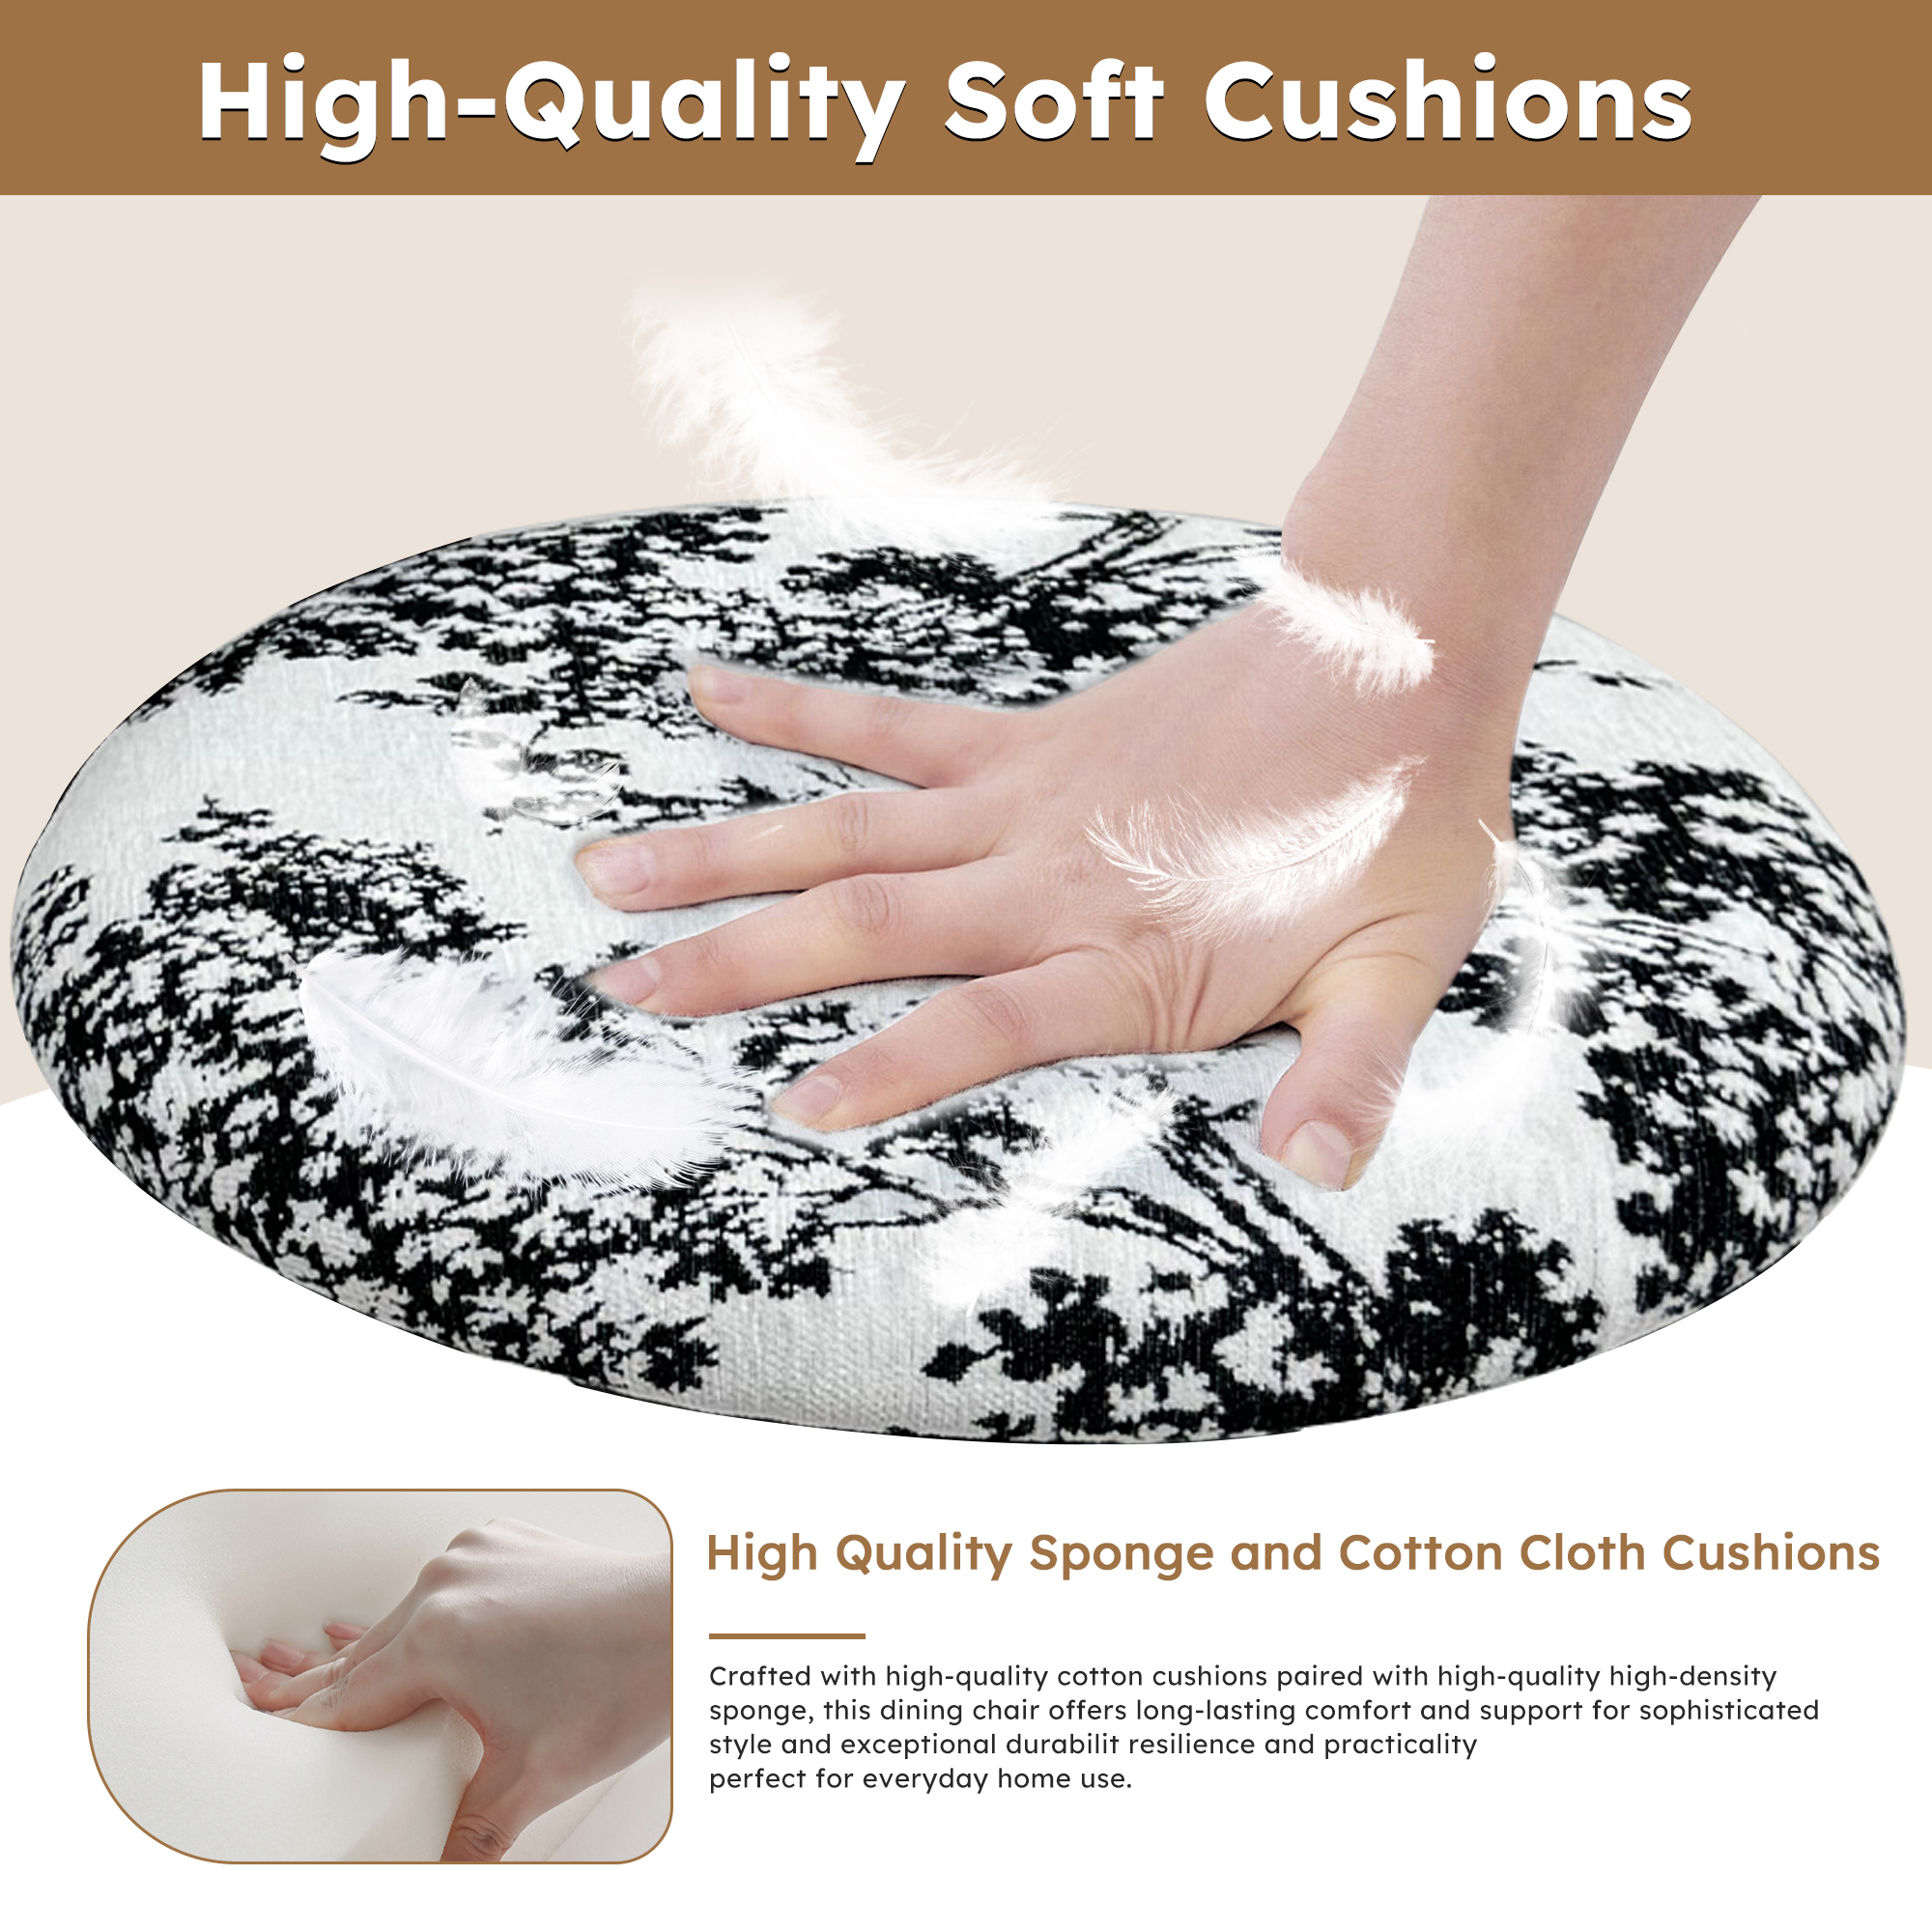 High-Quality Soft Cushions
High Quality Sponge and Cotton Cloth Cushions
Crafted with high-quality cotton cushions paired with high-quality high-density
sponge, this dining chair offers long-lasting comfort and support for sophisticated
style and exceptional durabilit resilience and practicality
perfect for everyday home use.